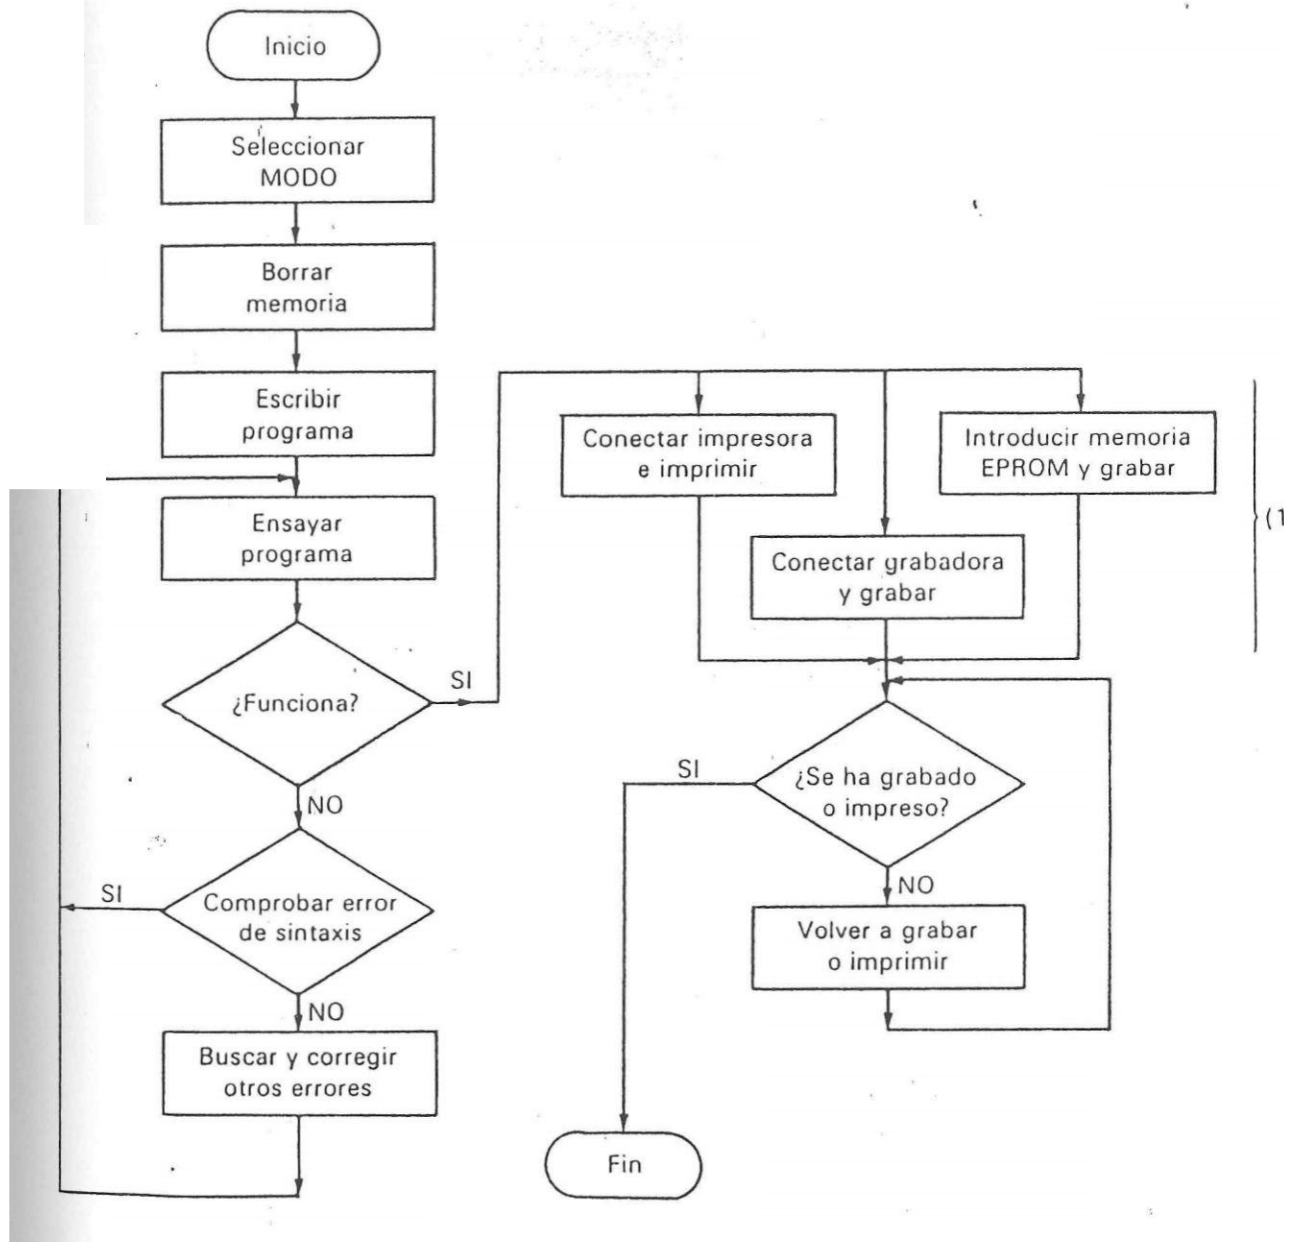 Inicio
Seleccionar
MODO
Borrar
memoria
Escribir
programa
Ensayar
programa
¿Funciona?
SI
NO
Comprobar error
de sintaxis
SI
NO
Buscar y corregir
otros errores
Conectar impresora
e imprimir
Introducir memoria
EPROM y grabar
Conectar grabadora
y grabar
(1
¿Se ha grabado
o impreso?
SI
NO
Volver a grabar
o imprimir
Fin